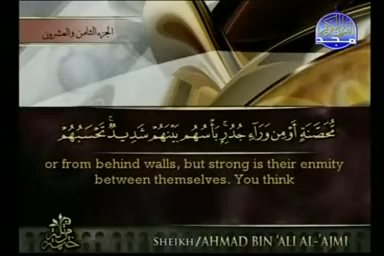 الجزء الثامن والعشرون
مُّحَصَّنَةٍ أَوْ مِن وَرَآءِ جُدُرٍۭ ۚ بَأْسُهُم بَيْنَهُمْ شَدِيدٌ ۚ تَحْسَبُهُمْ
or from behind walls, but strong is their enmity
between themselves. You think
SHEIKH/AHMAD BIN 'ALI AL-'AJMI